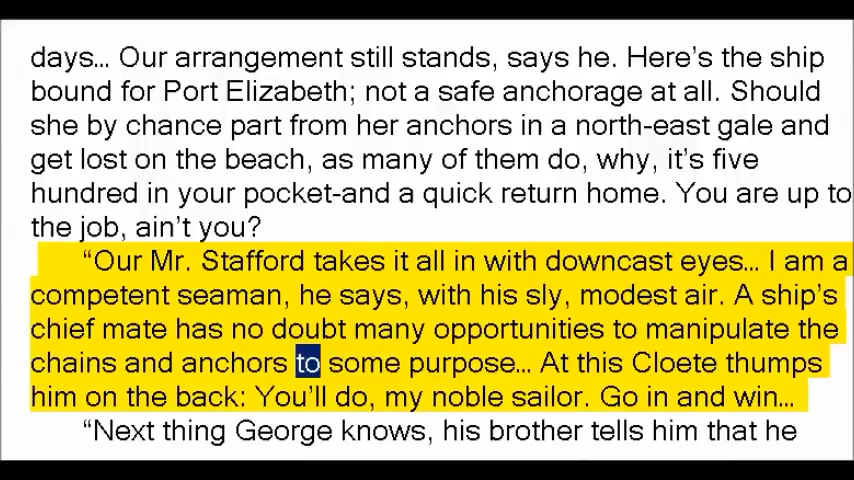 days... Our arrangement still stands, says he. Here's the ship
bound for Port Elizabeth; not a safe anchorage at all. Should
she by chance part from her anchors in a north-east gale and
get lost on the beach, as many of them do, why, it's five
hundred in your pocket-and a quick return home. You are up to
the job, ain't you?
“Our Mr. Stafford takes it all in with downcast eyes... I am a
competent seaman, he says, with his sly, modest air. A ship's
chief mate has no doubt many opportunities to manipulate the
chains and anchors to some purpose... At this Cloete thumps
him on the back: You'll do, my noble sailor. Go in and win...
“Next thing George knows, his brother tells him that he